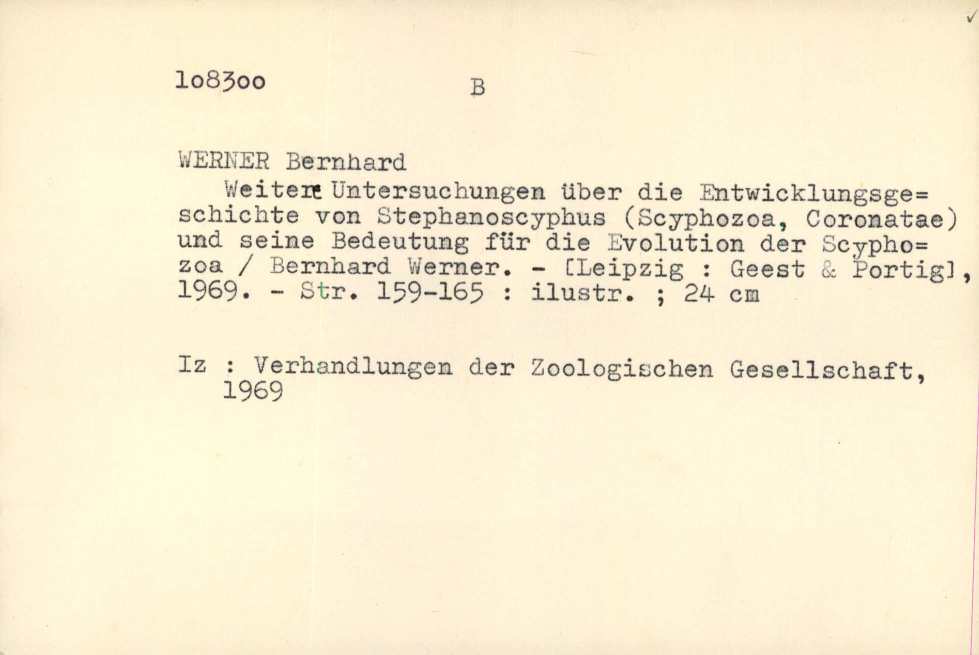 108300 B
WERNER Bernhard
Weitere Untersuchungen über die Entwicklungsge=
schichte von Stephanoscyphus (Scyphozoa, Coronatae)
und seine Bedeutung für die Evolution der Scypho=
zoa / Bernhard Werner. - [Leipzig : Geest & Portig],
1969. - Str. 159-165 : ilustr. ; 24 cm
Iz : Verhandlungen der Zoologischen Gesellschaft,
1969